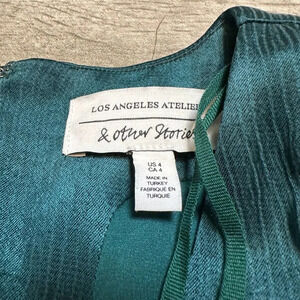 LOS ANGELES ATELIER
& Other Stories
US 4
CA 4
MADE IN
TURKEY
FABRIQUÉ EN
TURQUIE